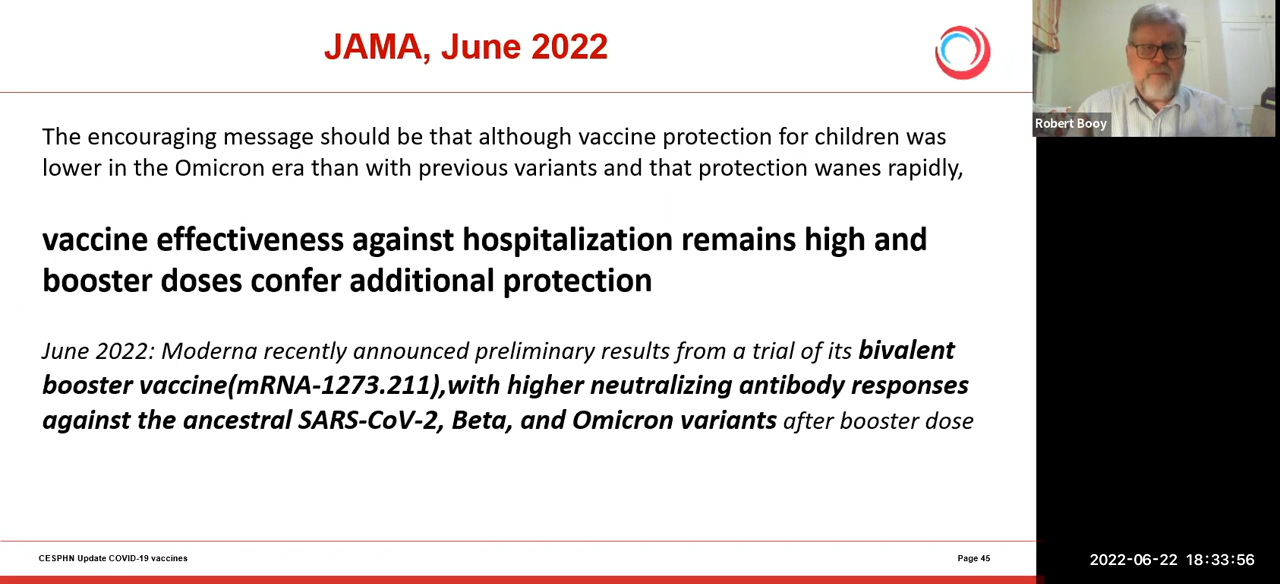 JAMA, June 2022
Robert Booy
The encouraging message should be that although vaccine protection for children was
lower in the Omicron era than with previous variants and that protection wanes rapidly,
vaccine effectiveness against hospitalization remains high and
booster doses confer additional protection
June 2022: Moderna recently announced preliminary results from a trial of its bivalent
booster vaccine(mRNA-1273.211),with higher neutralizing antibody responses
against the ancestral SARS-CoV-2, Beta, and Omicron variants after booster dose
CESPHN Update COVID-19 vaccines
Page 45
2022-06-22 18:33:56